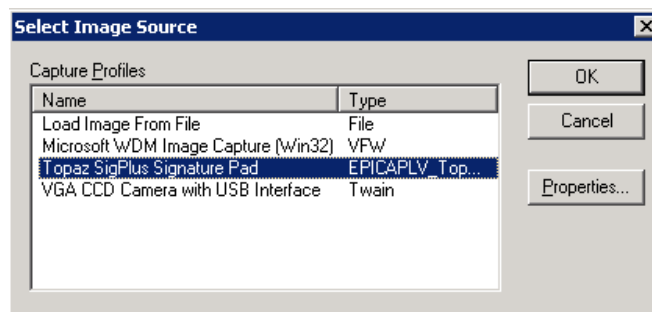 Select Image Source
Capture Profiles
OK
Name Type
Load Image From File File
Cancel
Microsoft WDM Image Capture (Win32) VFW
Topaz SigPlus Signature Pad EPICAPLV_Top...
VGA CCD Camera with USB Interface Twain
Properties...